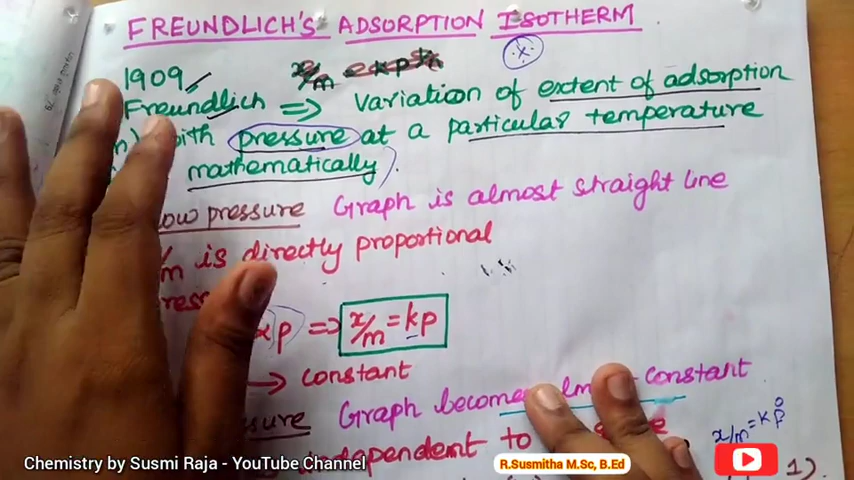 FREUNDLICH'S ADSORPTION ISOTHERM
1909
Freundlich ⇒ variation of extent of adsorption
with pressure at a particular temperature
mathematically
low pressure Graph is almost straight line
is directly proportional
p ⇒ x/m = kp
→ constant
Graph becomes constant
independent to
x/m = k p⁰
Chemistry by Susmi Raja - YouTube Channel
R.Susmitha M.Sc, B.Ed